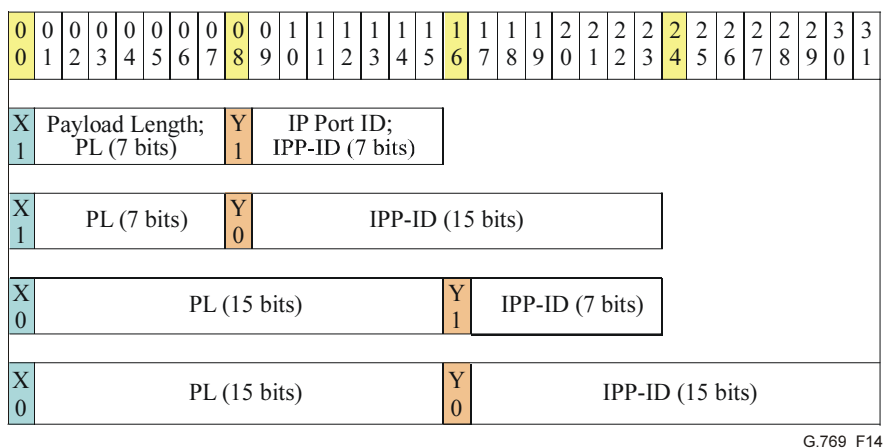 0 0 0 0 0 0 0 0 0 0 1 1 1 1 1 1 1 1 1 1 2 2 2 2 2 2 2 2 2 2 3 3
0 1 2 3 4 5 6 7 8 9 0 1 2 3 4 5 6 7 8 9 0 1 2 3 4 5 6 7 8 9 0 1
X Payload Length; Y IP Port ID;
1 PL (7 bits) 1 IPP-ID (7 bits)
X PL (7 bits) Y IPP-ID (15 bits)
1 0
X PL (15 bits) Y IPP-ID (7 bits)
0 1
X PL (15 bits) Y IPP-ID (15 bits)
0 0
G.769_F14